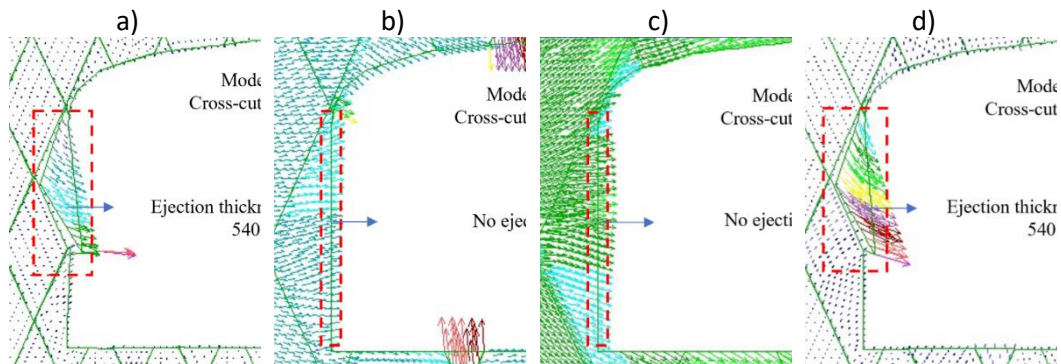 a)
b)
c)
d)
Mode
Cross-cut
Ejection thickn
540
Mode
Cross-cut
No ejec
Mode
Cross-cut
No ejecti
Mode
Cross-cut
Ejection thickn
540